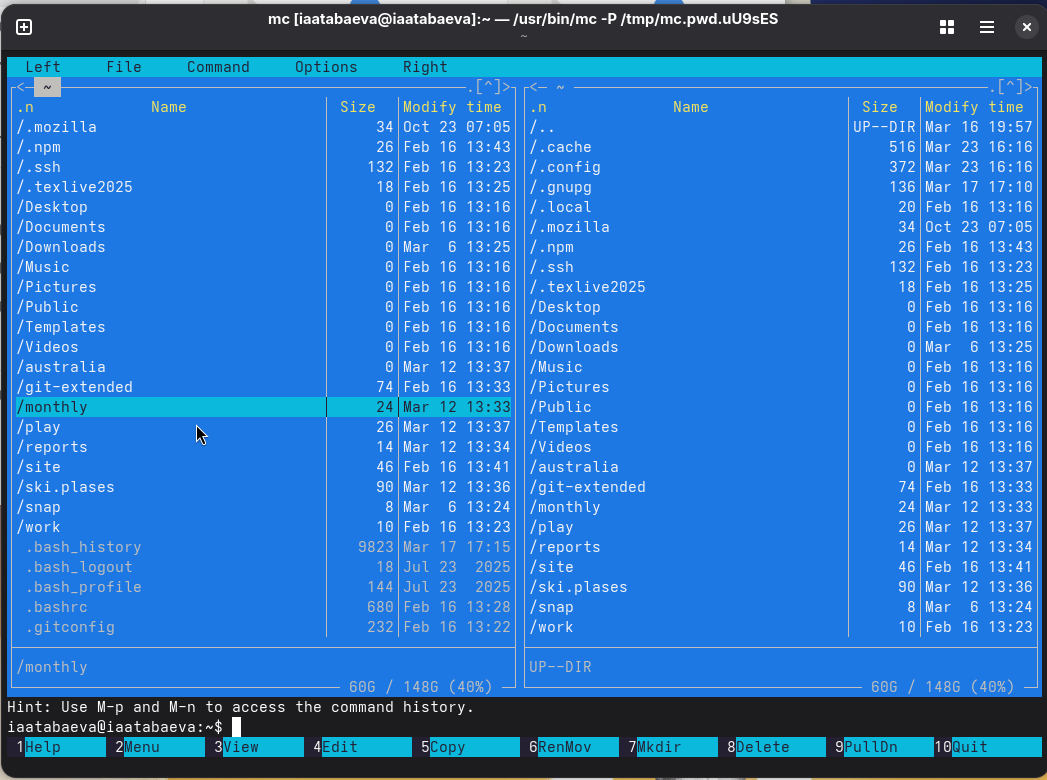 mc [iaatabaeva@iaatabaeva]:~ — /usr/bin/mc -P /tmp/mc.pwd.uU9sES
~
Left File Command Options Right
<─ ~ .[^]>
.n Name Size Modify time
/.mozilla 34 Oct 23 07:05
/.npm 26 Feb 16 13:43
/.ssh 132 Feb 16 13:23
/.texlive2025 18 Feb 16 13:25
/Desktop 0 Feb 16 13:16
/Documents 0 Feb 16 13:16
/Downloads 0 Mar 6 13:25
/Music 0 Feb 16 13:16
/Pictures 0 Feb 16 13:16
/Public 0 Feb 16 13:16
/Templates 0 Feb 16 13:16
/Videos 0 Feb 16 13:16
/australia 0 Mar 12 13:37
/git-extended 74 Feb 16 13:33
/monthly 24 Mar 12 13:33
/play 26 Mar 12 13:37
/reports 14 Mar 12 13:34
/site 46 Feb 16 13:41
/ski.plases 90 Mar 12 13:36
/snap 8 Mar 6 13:24
/work 10 Feb 16 13:23
.bash_history 9823 Mar 17 17:15
.bash_logout 18 Jul 23 2025
.bash_profile 144 Jul 23 2025
.bashrc 680 Feb 16 13:28
.gitconfig 232 Feb 16 13:22
/monthly
60G / 148G (40%)
<─ ~ .[^]>
.n Name Size Modify time
/.. UP--DIR Mar 16 19:57
/.cache 516 Mar 23 16:16
/.config 372 Mar 23 16:16
/.gnupg 136 Mar 17 17:10
/.local 20 Feb 16 13:16
/.mozilla 34 Oct 23 07:05
/.npm 26 Feb 16 13:43
/.ssh 132 Feb 16 13:23
/.texlive2025 18 Feb 16 13:25
/Desktop 0 Feb 16 13:16
/Documents 0 Feb 16 13:16
/Downloads 0 Mar 6 13:25
/Music 0 Feb 16 13:16
/Pictures 0 Feb 16 13:16
/Public 0 Feb 16 13:16
/Templates 0 Feb 16 13:16
/Videos 0 Feb 16 13:16
/australia 0 Mar 12 13:37
/git-extended 74 Feb 16 13:33
/monthly 24 Mar 12 13:33
/play 26 Mar 12 13:37
/reports 14 Mar 12 13:34
/site 46 Feb 16 13:41
/ski.plases 90 Mar 12 13:36
/snap 8 Mar 6 13:24
/work 10 Feb 16 13:23
UP--DIR
60G / 148G (40%)
Hint: Use M-p and M-n to access the command history.
iaatabaeva@iaatabaeva:~$
1Help 2Menu 3View 4Edit 5Copy 6RenMov 7Mkdir 8Delete 9PullDn 10Quit